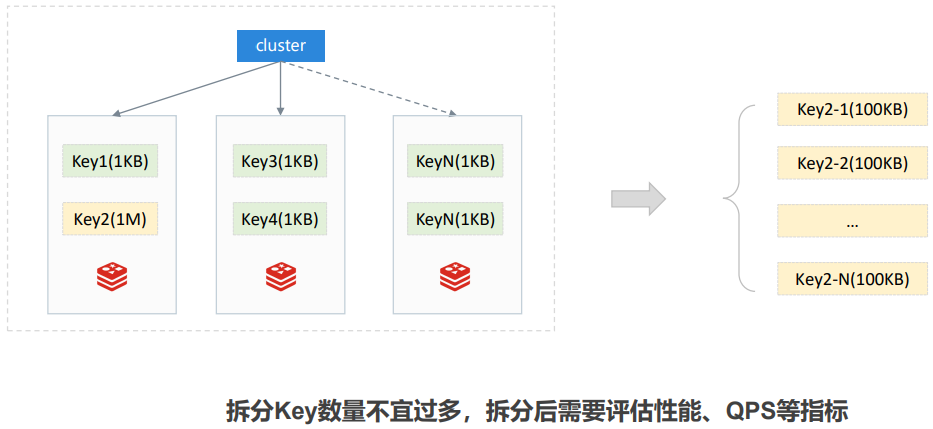 cluster
Key1(1KB)
Key2(1M)
Key3(1KB)
Key4(1KB)
KeyN(1KB)
KeyN(1KB)
Key2-1(100KB)
Key2-2(100KB)
...
Key2-N(100KB)
拆分Key数量不宜过多，拆分后需要评估性能、QPS等指标